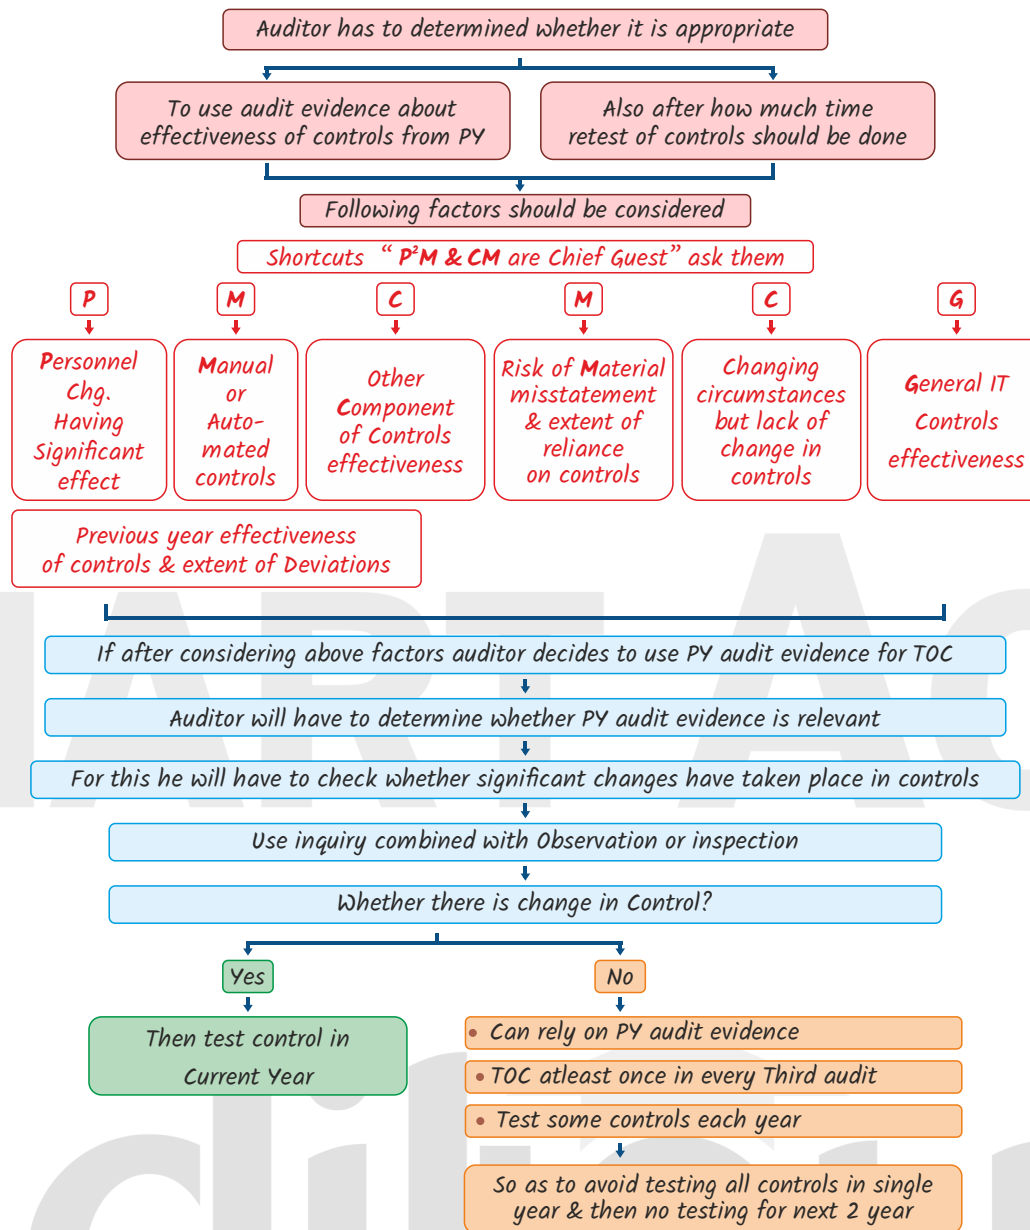 Auditor has to determined whether it is appropriate
To use audit evidence about
effectiveness of controls from PY
Also after how much time
retest of controls should be done
Following factors should be considered
Shortcuts “ P²M & CM are Chief Guest” ask them
P
M
C
M
C
G
Personnel
Chg.
Having
Significant
effect
Manual
or
Auto-
mated
controls
Other
Component
of Controls
effectiveness
Risk of Material
misstatement
& extent of
reliance
on controls
Changing
circumstances
but lack of
change in
controls
General IT
Controls
effectiveness
Previous year effectiveness
of controls & extent of Deviations
If after considering above factors auditor decides to use PY audit evidence for TOC
Auditor will have to determine whether PY audit evidence is relevant
For this he will have to check whether significant changes have taken place in controls
Use inquiry combined with Observation or inspection
Whether there is change in Control?
Yes
No
Then test control in
Current Year
• Can rely on PY audit evidence
• TOC atleast once in every Third audit
• Test some controls each year
So as to avoid testing all controls in single
year & then no testing for next 2 year